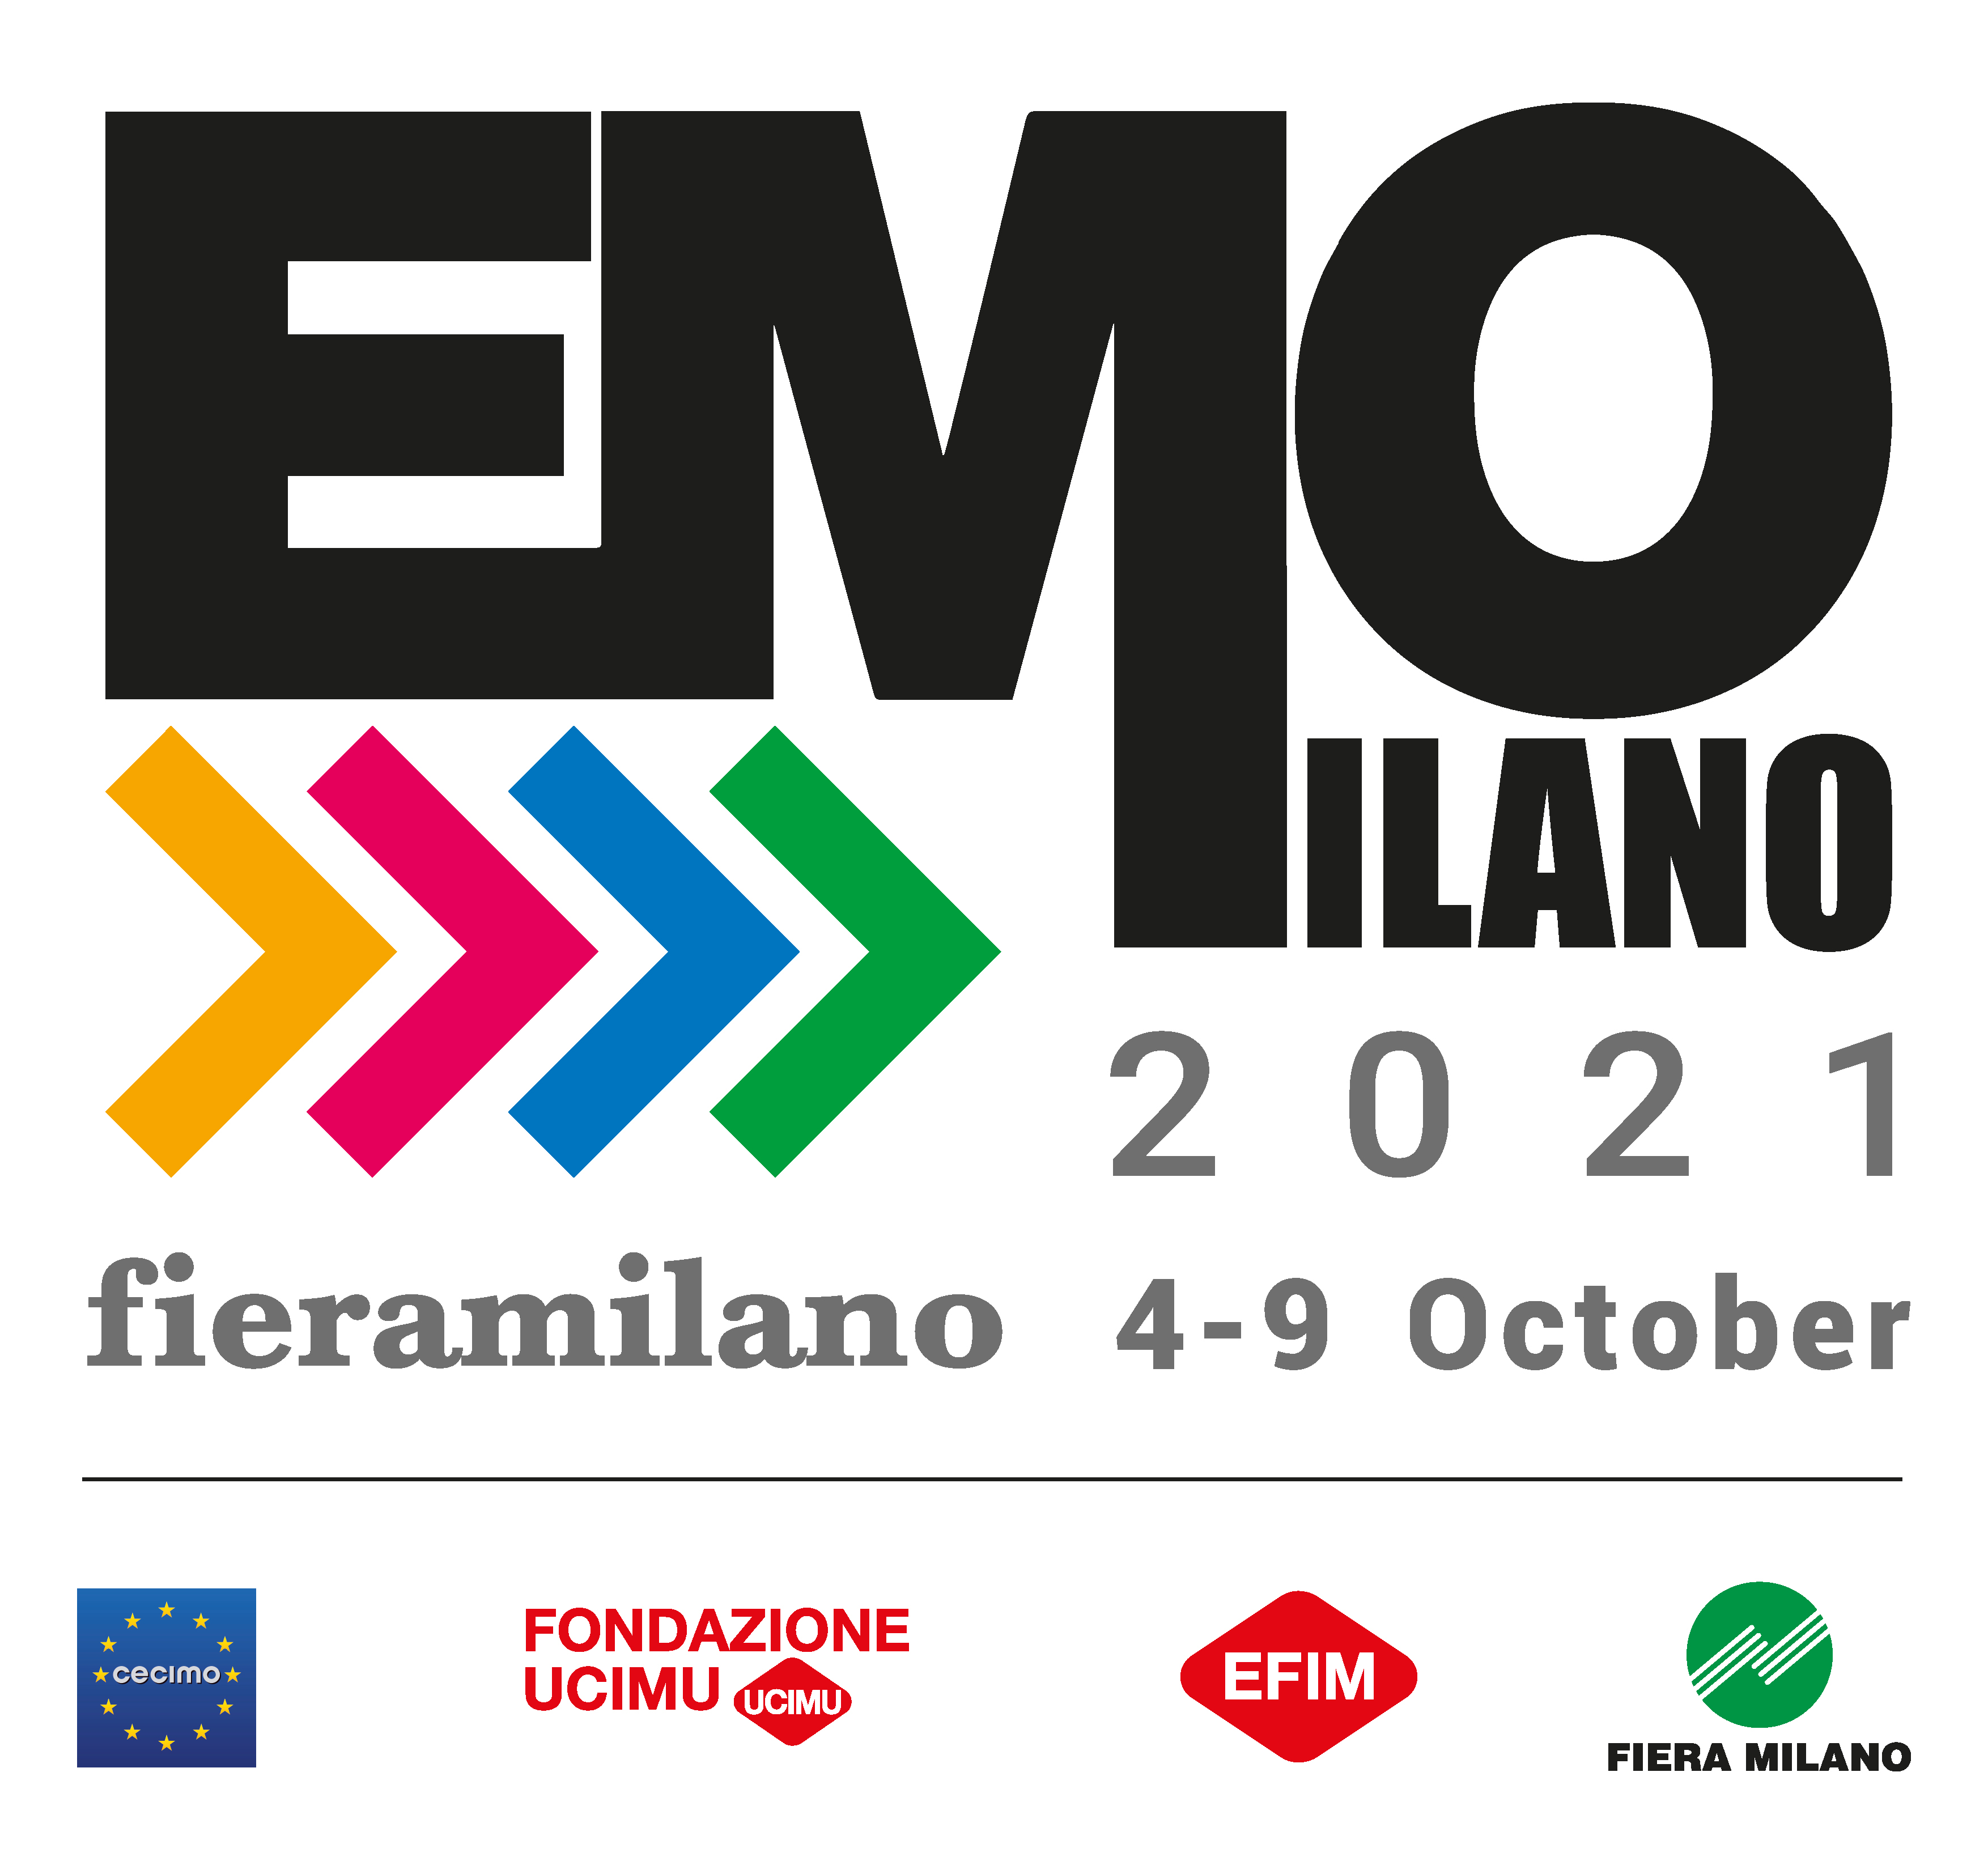 EMO
MILANO
2021
fieramilano 4-9 October
cecimo
FONDAZIONE
UCIMU UCIMU
EFIM
FIERA MILANO